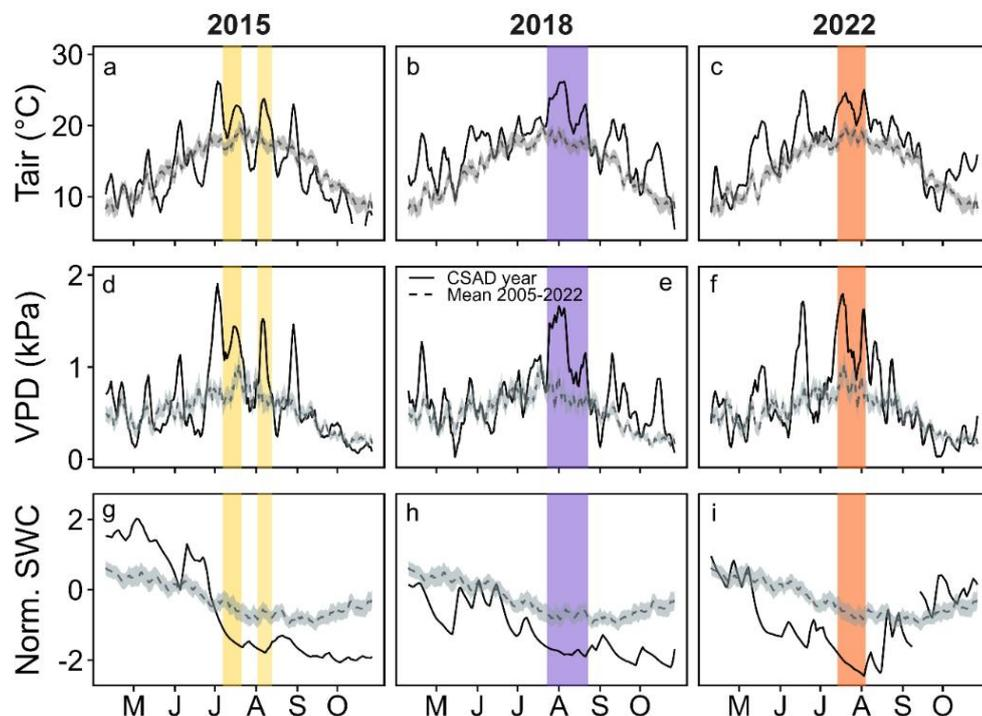 2015 2018 2022
Tair (°C)
30
20
10
a b c
VPD (kPa)
2
1
0
d e f
CSAD year
Mean 2005-2022
Norm. SWC
2
0
-2
g h i
M J J A S O M J J A S O M J J A S O